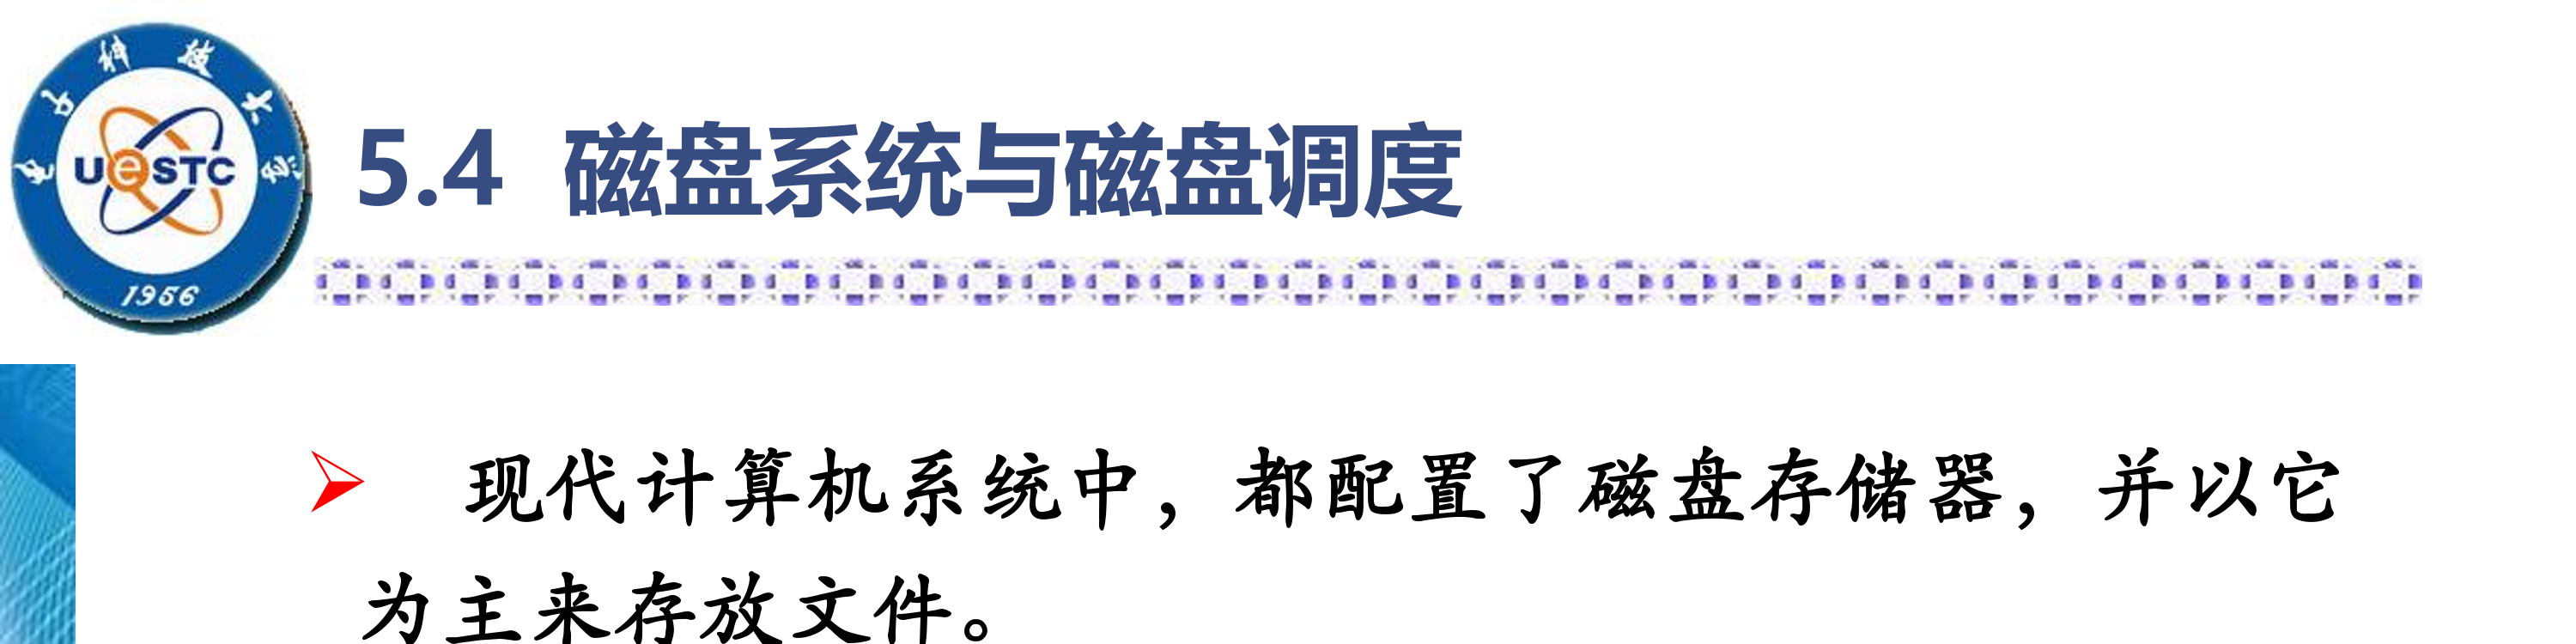 电子科技大学
UeSTC
1956
5.4 磁盘系统与磁盘调度
现代计算机系统中，都配置了磁盘存储器，并以它
为主来存放文件。